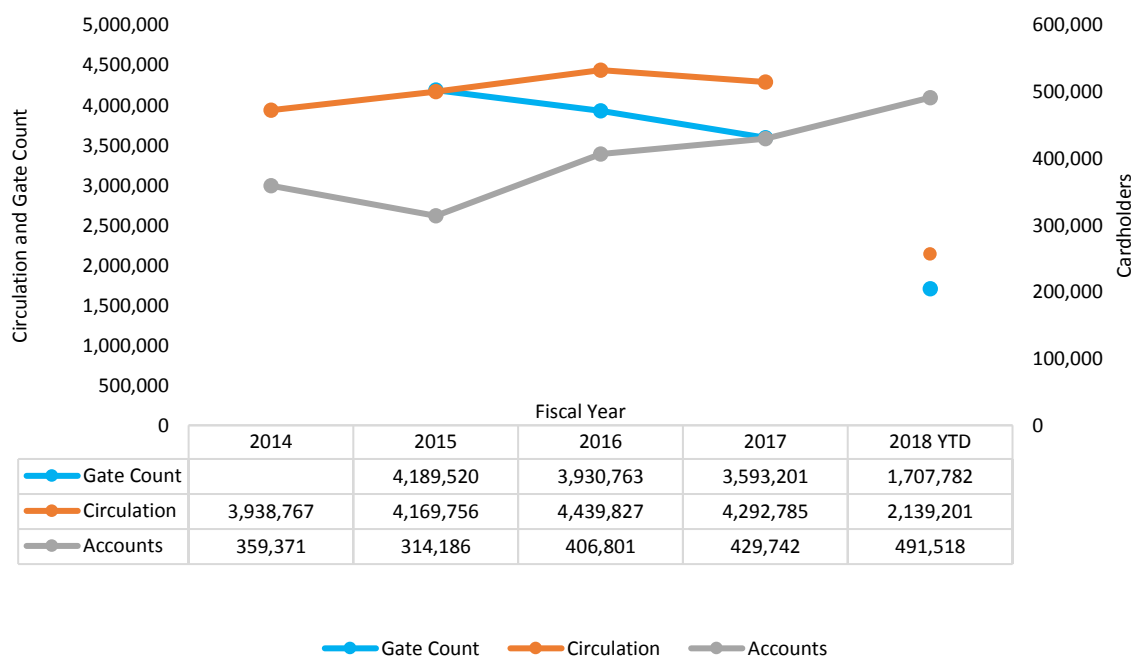 5,000,000
4,500,000
4,000,000
3,500,000
3,000,000
2,500,000
2,000,000
1,500,000
1,000,000
500,000
0
Circulation and Gate Count
600,000
500,000
400,000
300,000
200,000
100,000
0
Cardholders
Fiscal Year
2014 2015 2016 2017 2018 YTD
Gate Count 4,189,520 3,930,763 3,593,201 1,707,782
Circulation 3,938,767 4,169,756 4,439,827 4,292,785 2,139,201
Accounts 359,371 314,186 406,801 429,742 491,518
Gate Count Circulation Accounts